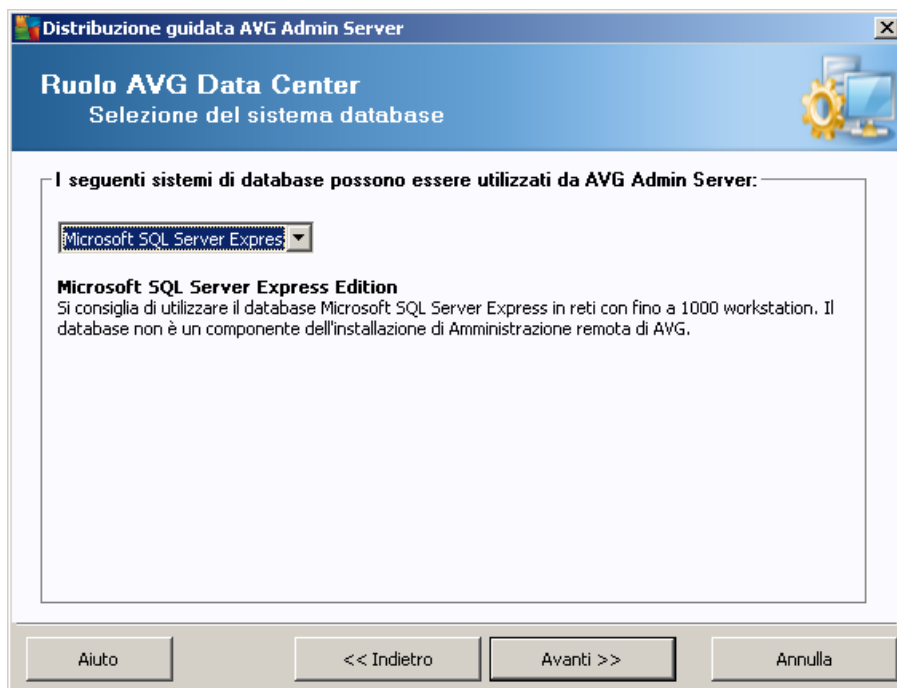 Distribuzione guidata AVG Admin Server
Ruolo AVG Data Center
Selezione del sistema database
I seguenti sistemi di database possono essere utilizzati da AVG Admin Server:
Microsoft SQL Server Expres
Microsoft SQL Server Express Edition
Si consiglia di utilizzare il database Microsoft SQL Server Express in reti con fino a 1000 workstation. Il
database non è un componente dell'installazione di Amministrazione remota di AVG.
Aiuto
<< Indietro
Avanti >>
Annulla